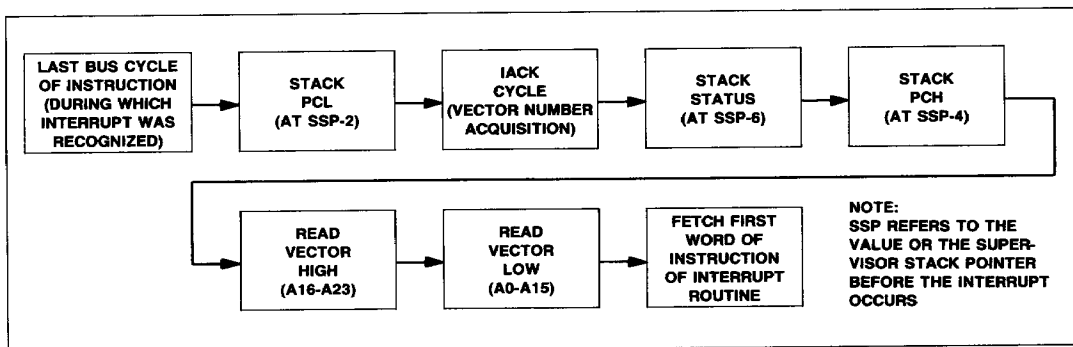 LAST BUS CYCLE
OF INSTRUCTION
(DURING WHICH
INTERRUPT WAS
RECOGNIZED)
STACK
PCL
(AT SSP-2)
IACK
CYCLE
(VECTOR NUMBER
ACQUISITION)
STACK
STATUS
(AT SSP-6)
STACK
PCH
(AT SSP-4)
READ
VECTOR
HIGH
(A16-A23)
READ
VECTOR
LOW
(A0-A15)
FETCH FIRST
WORD OF
INSTRUCTION
OF INTERRUPT
ROUTINE
NOTE:
SSP REFERS TO THE
VALUE OR THE SUPER-
VISOR STACK POINTER
BEFORE THE INTERRUPT
OCCURS